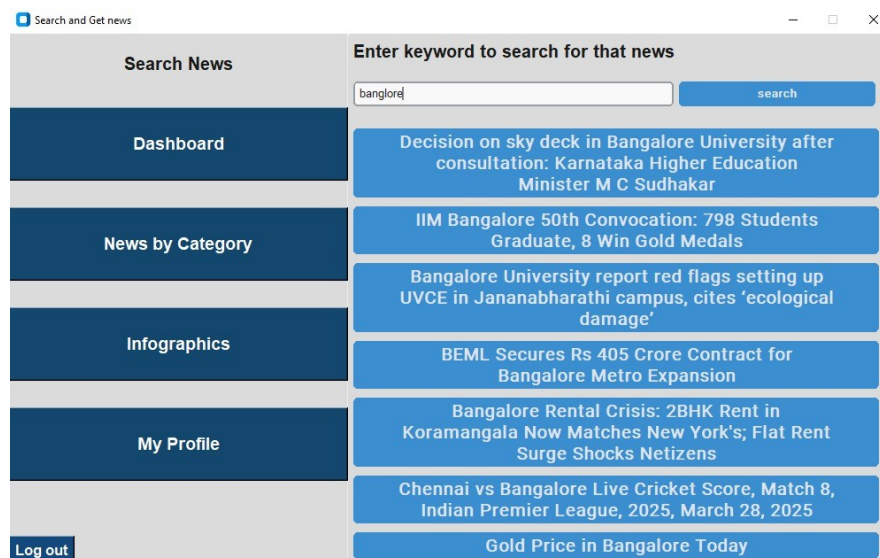 Search and Get news
Search News
Dashboard
News by Category
Infographics
My Profile
Log out
Enter keyword to search for that news
banglore
search
Decision on sky deck in Bangalore University after
consultation: Karnataka Higher Education
Minister M C Sudhakar
IIM Bangalore 50th Convocation: 798 Students
Graduate, 8 Win Gold Medals
Bangalore University report red flags setting up
UVCE in Jananabharathi campus, cites ‘ecological
damage’
BEML Secures Rs 405 Crore Contract for
Bangalore Metro Expansion
Bangalore Rental Crisis: 2BHK Rent in
Koramangala Now Matches New York's; Flat Rent
Surge Shocks Netizens
Chennai vs Bangalore Live Cricket Score, Match 8,
Indian Premier League, 2025, March 28, 2025
Gold Price in Bangalore Today